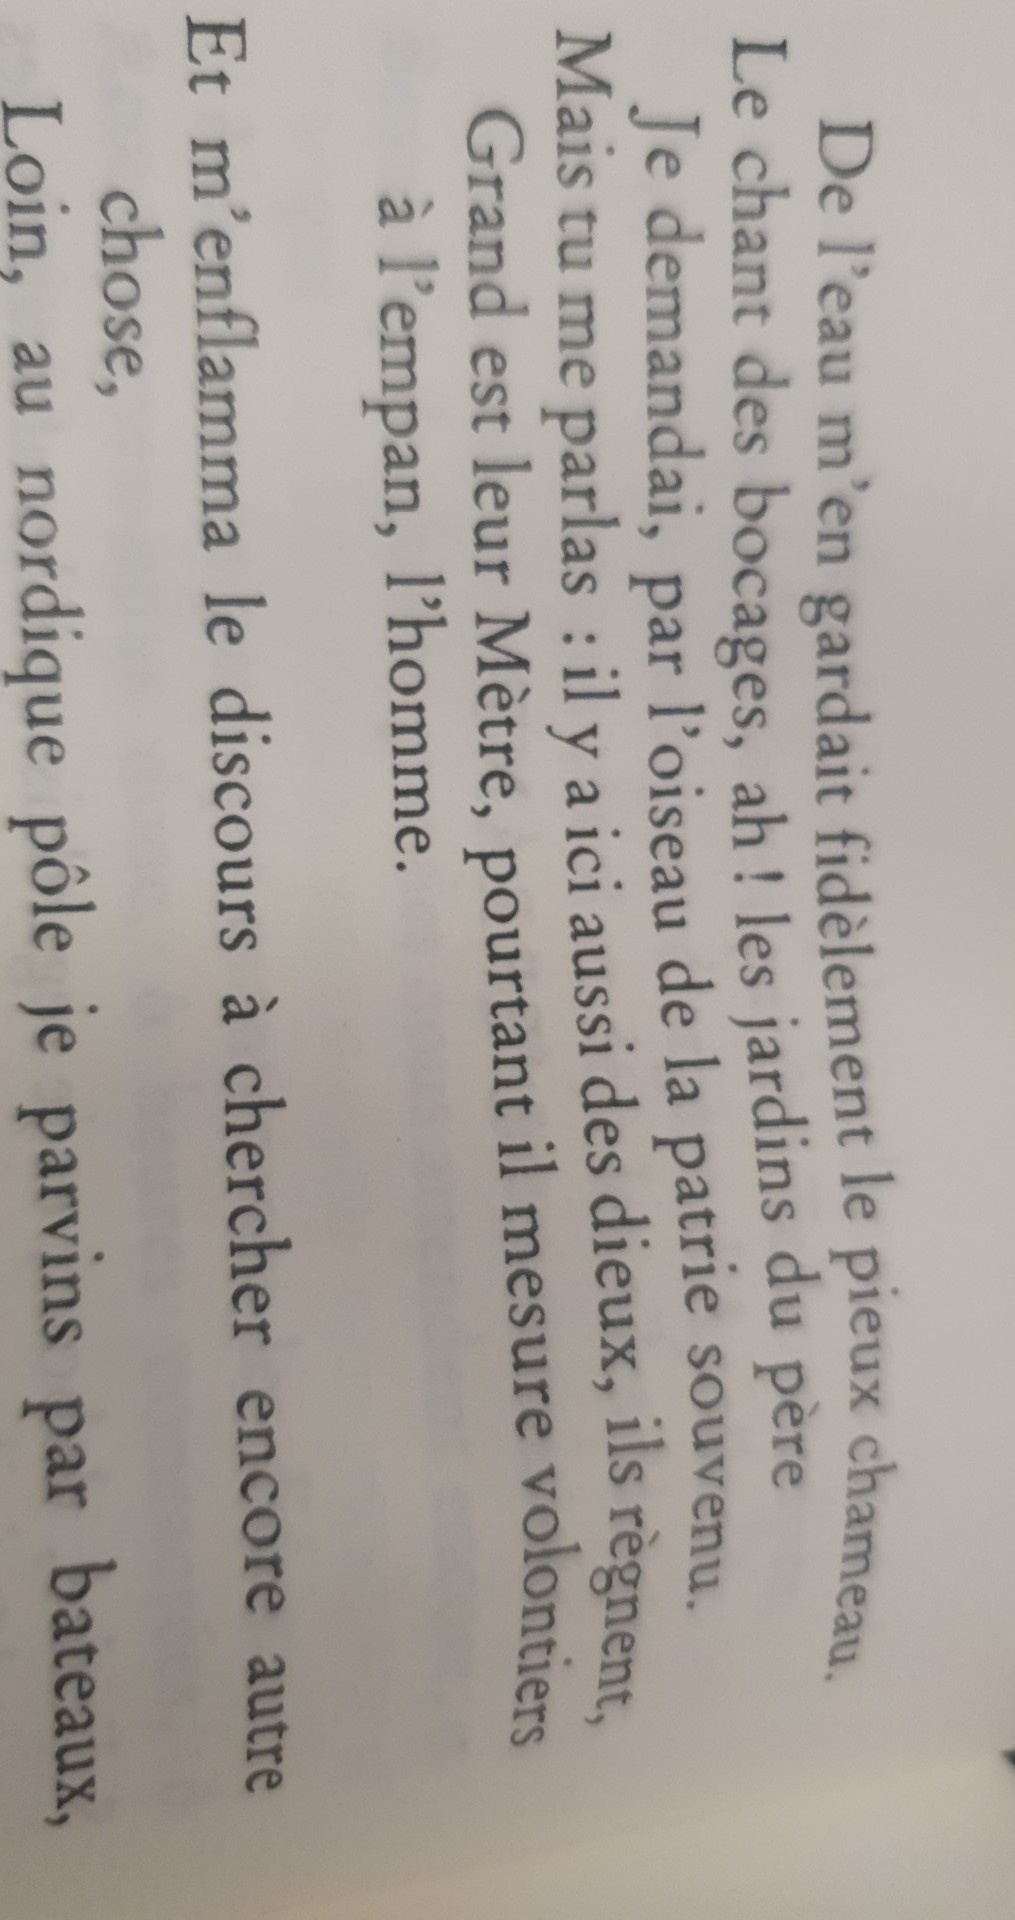 De l'eau m'en gardait fidèlement le pieux chameau.
Le chant des bocages, ah ! les jardins du père
Je demandai, par l'oiseau de la patrie souvenu.
Mais tu me parlas : il y a ici aussi des dieux, ils règnent,
Grand est leur Mètre, pourtant il mesure volontiers
à l'empan, l'homme.
Et m'enflamma le discours à chercher encore autre
chose,
Loin, au nordique pôle je parvins par bateaux,